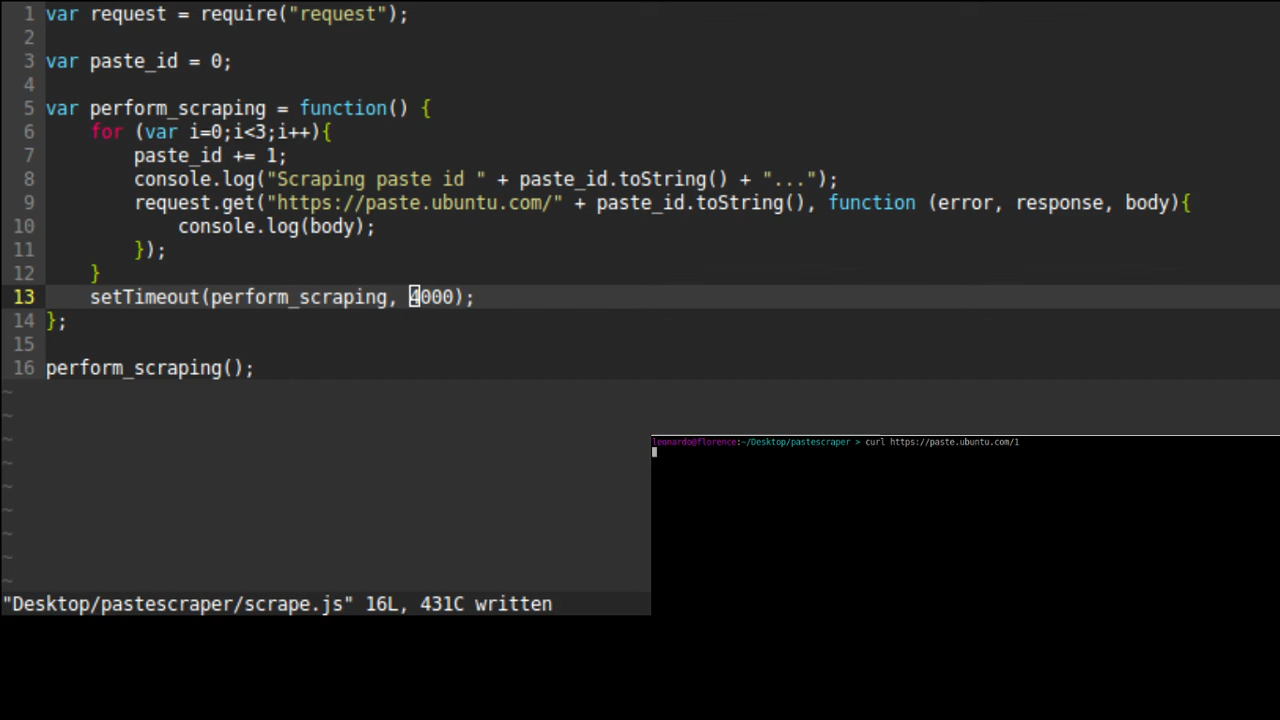 1 var request = require("request");
2
3 var paste_id = 0;
4
5 var perform_scraping = function() {
6     for (var i=0;i<3;i++){
7         paste_id += 1;
8         console.log("Scraping paste id " + paste_id.toString() + "...");
9         request.get("https://paste.ubuntu.com/" + paste_id.toString(), function (error, response, body){
10             console.log(body);
11         });
12     }
13     setTimeout(perform_scraping, 4000);
14 };
15
16 perform_scraping();
~
~
~
leonardo@florence:~/Desktop/pastescraper > curl https://paste.ubuntu.com/1
~
~
~
~
~
~
"Desktop/pastescraper/scrape.js" 16L, 431C written